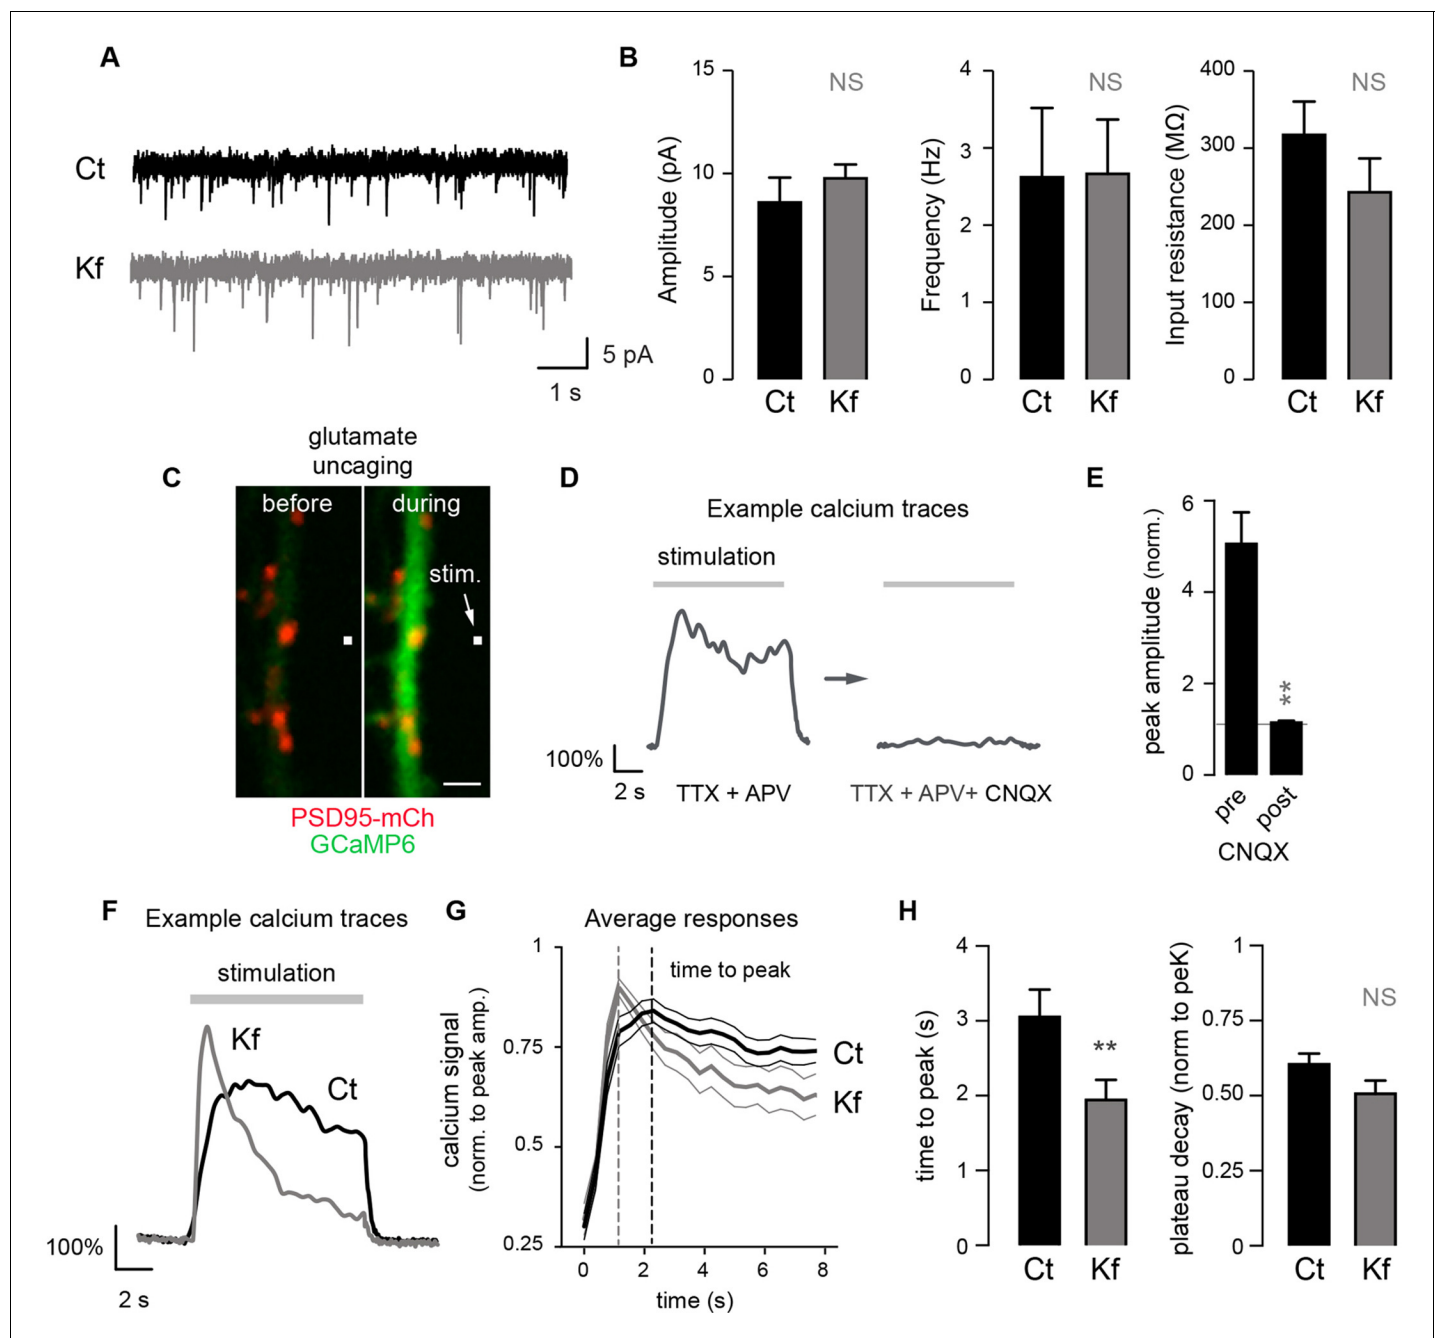 A
Ct
Kf
5 pA
1 s
B
15
10
5
0
Amplitude (pA)
NS
Ct
Kf
4
3
2
1
0
Frequency (Hz)
NS
Ct
Kf
400
300
200
100
0
Input resistance (MΩ)
NS
Ct
Kf
C
glutamate
uncaging
before
during
stim.
PSD95-mCh
GCaMP6
D
Example calcium traces
stimulation
100%
2 s
TTX + APV
TTX + APV+ CNQX
E
6
4
2
0
peak amplitude (norm.)
**
pre
post
CNQX
F
Example calcium traces
stimulation
Kf
Ct
100%
2 s
G
Average responses
1
0.75
0.5
0.25
calcium signal
(norm. to peak amp.)
time to peak
Ct
Kf
0
2
4
6
8
time (s)
H
4
3
2
1
0
time to peak (s)
**
Ct
Kf
1
0.75
0.50
0.25
0
plateau decay (norm to peK)
NS
Ct
Kf